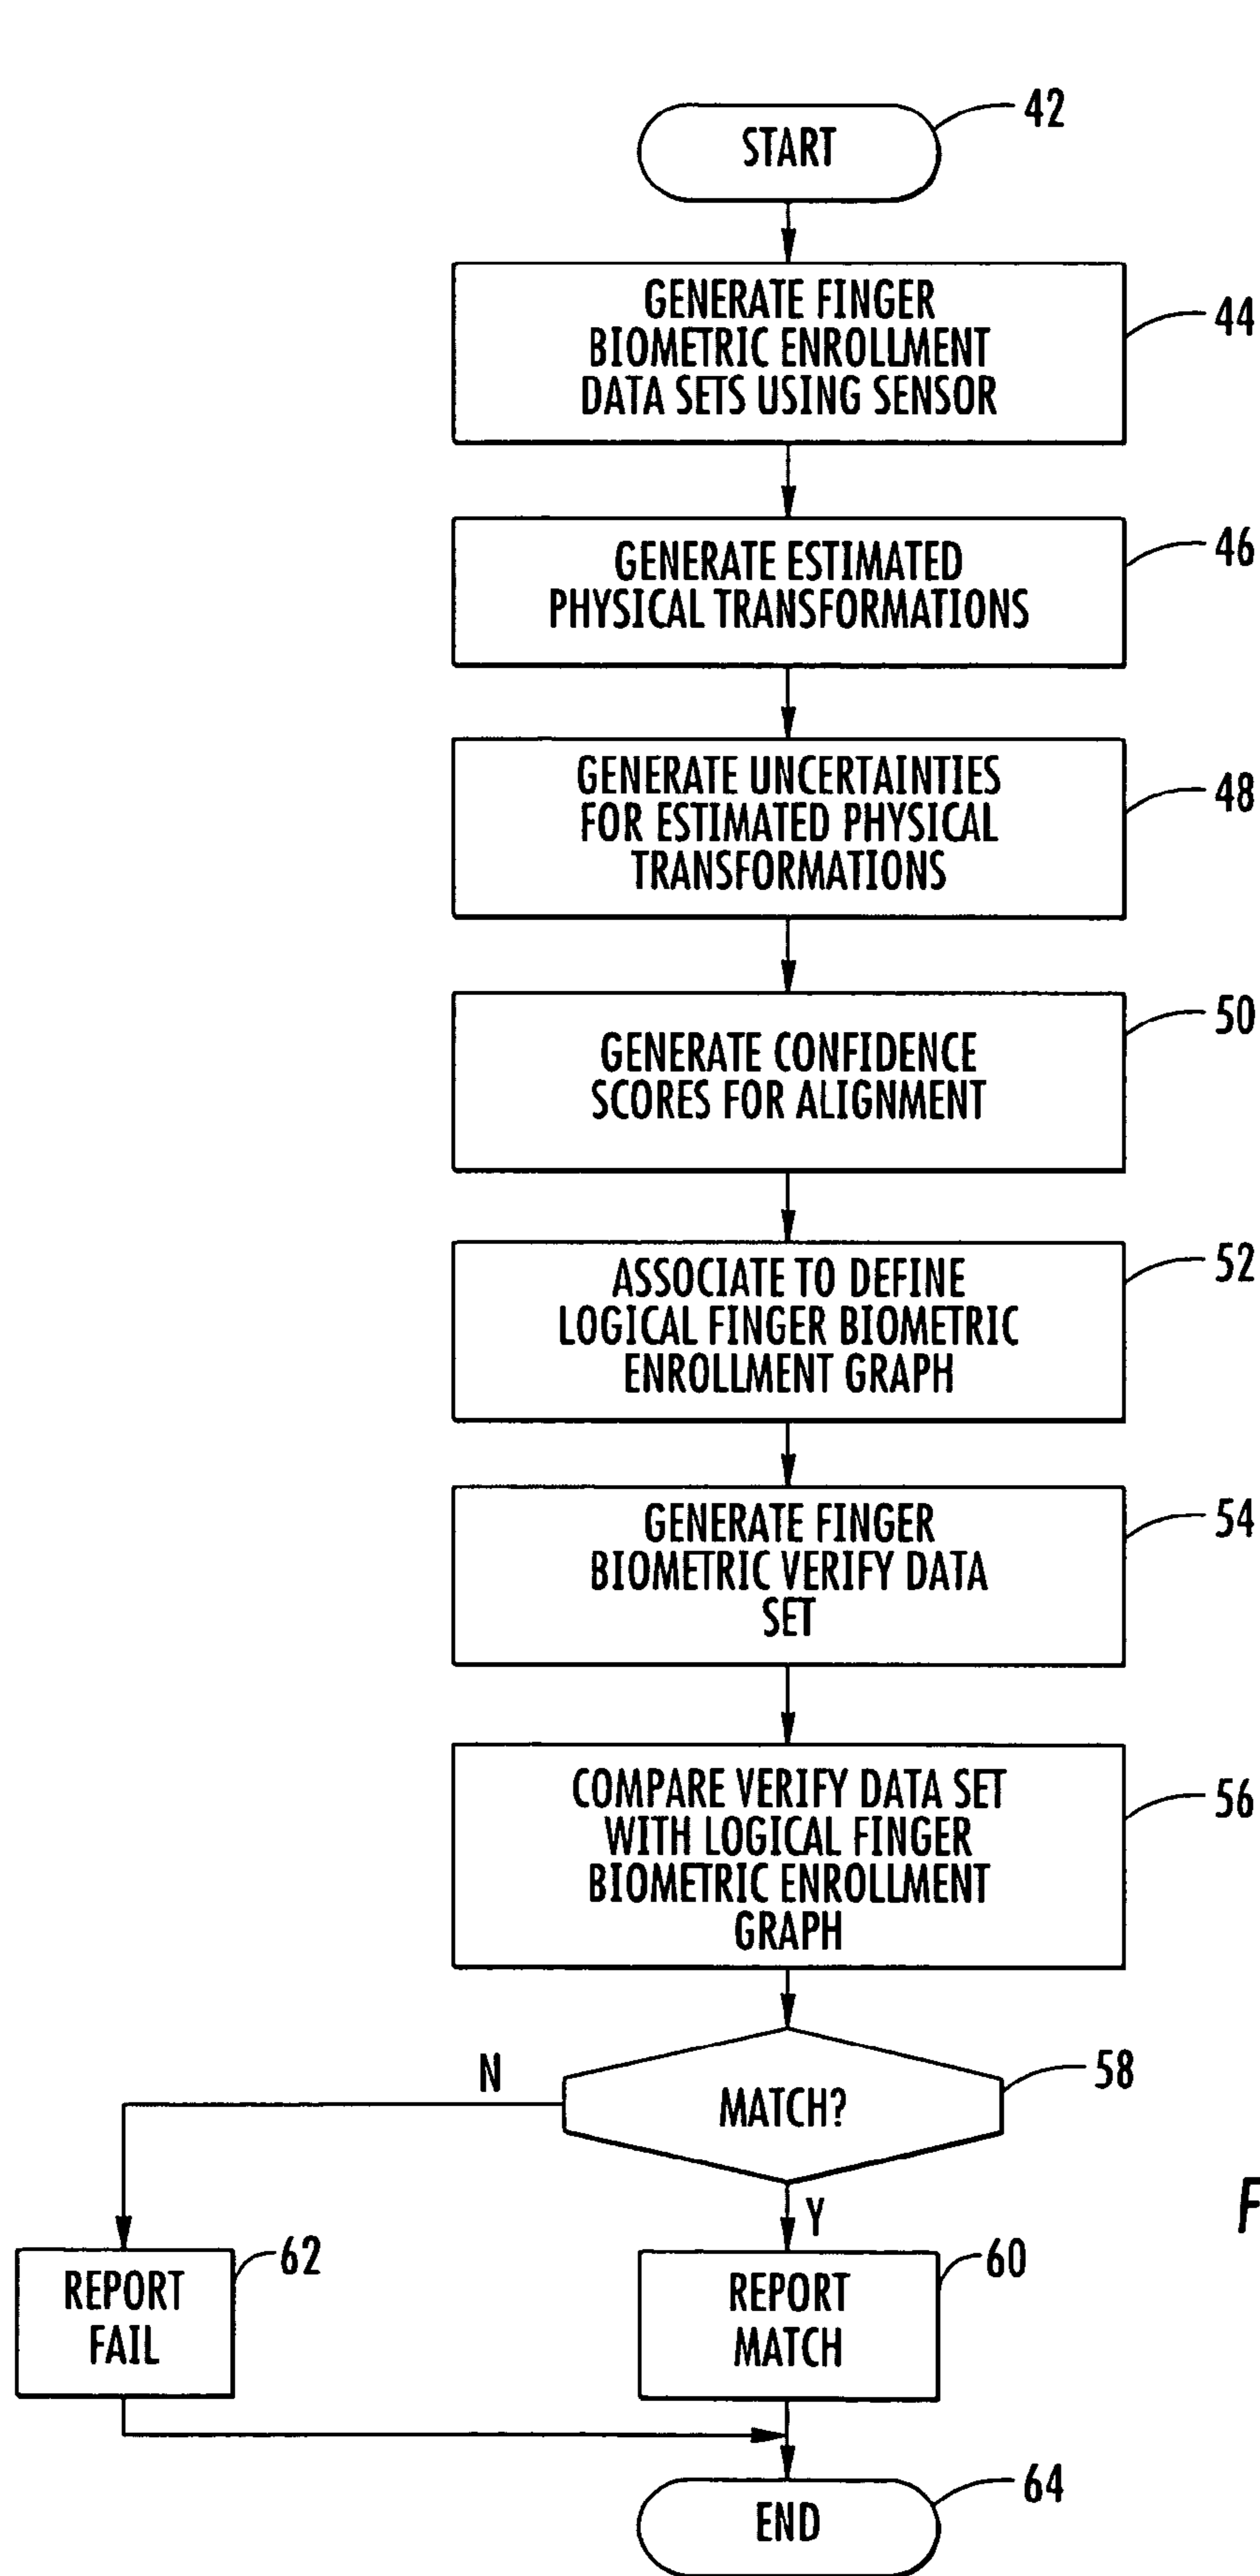 START
42
GENERATE FINGER
BIOMETRIC ENROLLMENT
DATA SETS USING SENSOR
44
GENERATE ESTIMATED
PHYSICAL TRANSFORMATIONS
46
GENERATE UNCERTAINTIES
FOR ESTIMATED PHYSICAL
TRANSFORMATIONS
48
GENERATE CONFIDENCE
SCORES FOR ALIGNMENT
50
ASSOCIATE TO DEFINE
LOGICAL FINGER BIOMETRIC
ENROLLMENT GRAPH
52
GENERATE FINGER
BIOMETRIC VERIFY DATA
SET
54
COMPARE VERIFY DATA SET
WITH LOGICAL FINGER
BIOMETRIC ENROLLMENT
GRAPH
56
N
MATCH?
58
Y
REPORT
FAIL
62
REPORT
MATCH
60
END
64